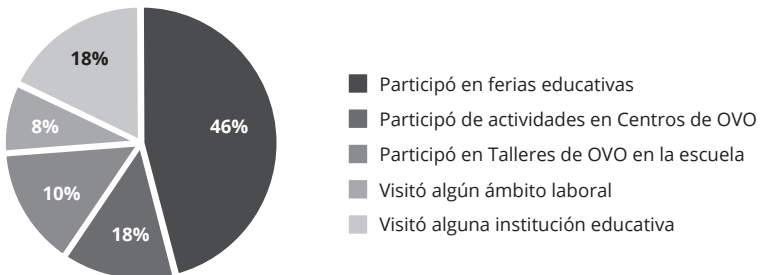 18%
46%
8%
10%
18%
Participó en ferias educativas
Participó de actividades en Centros de OVO
Participó en Talleres de OVO en la escuela
Visitó algún ámbito laboral
Visitó alguna institución educativa